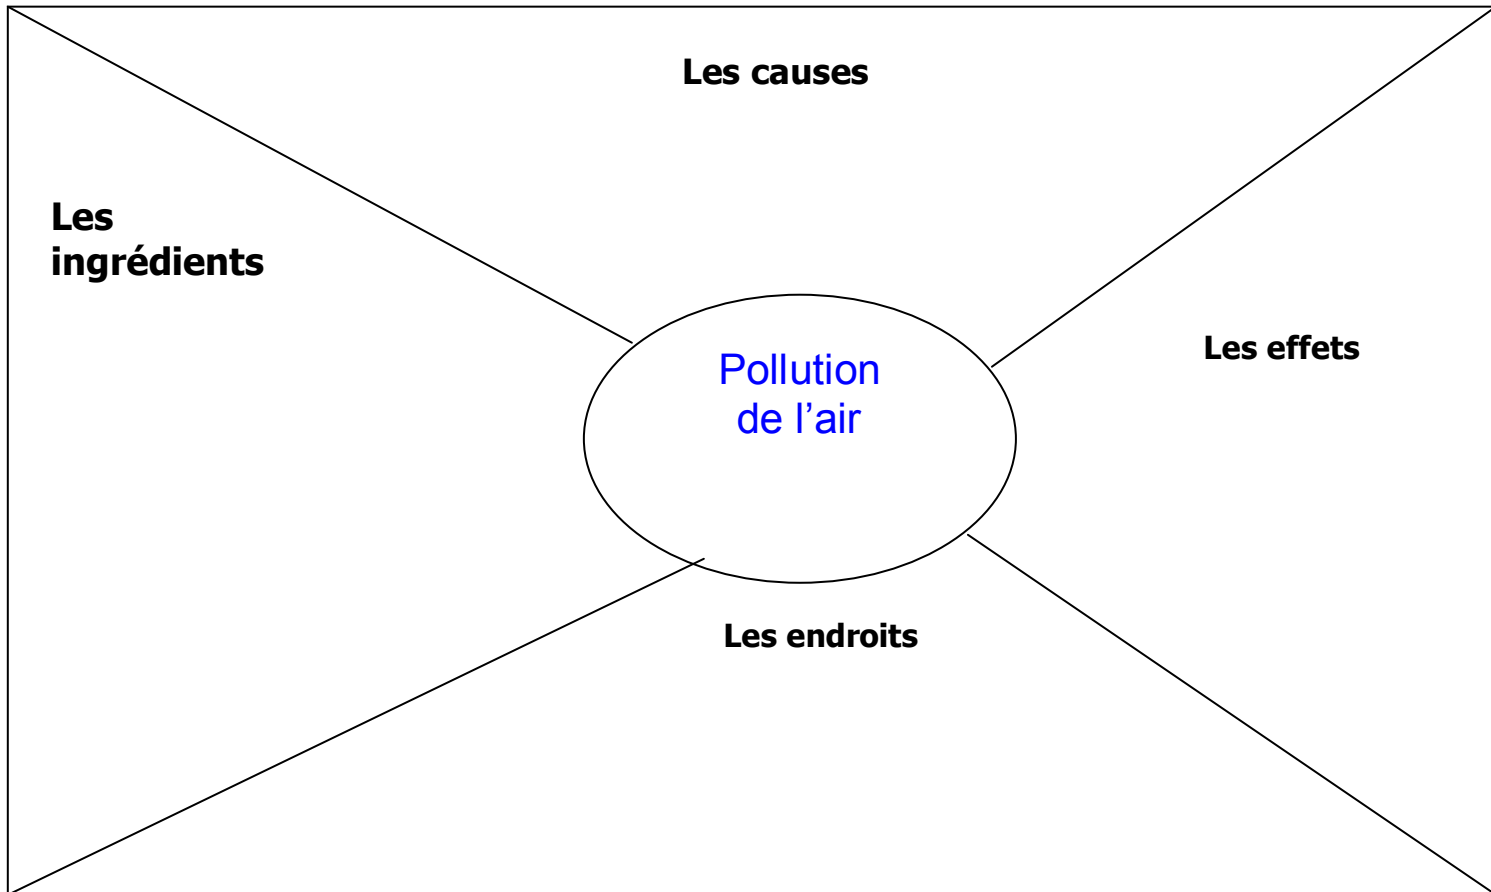 Les causes
Les
ingrédients
Les effets
Pollution
de l'air
Les endroits